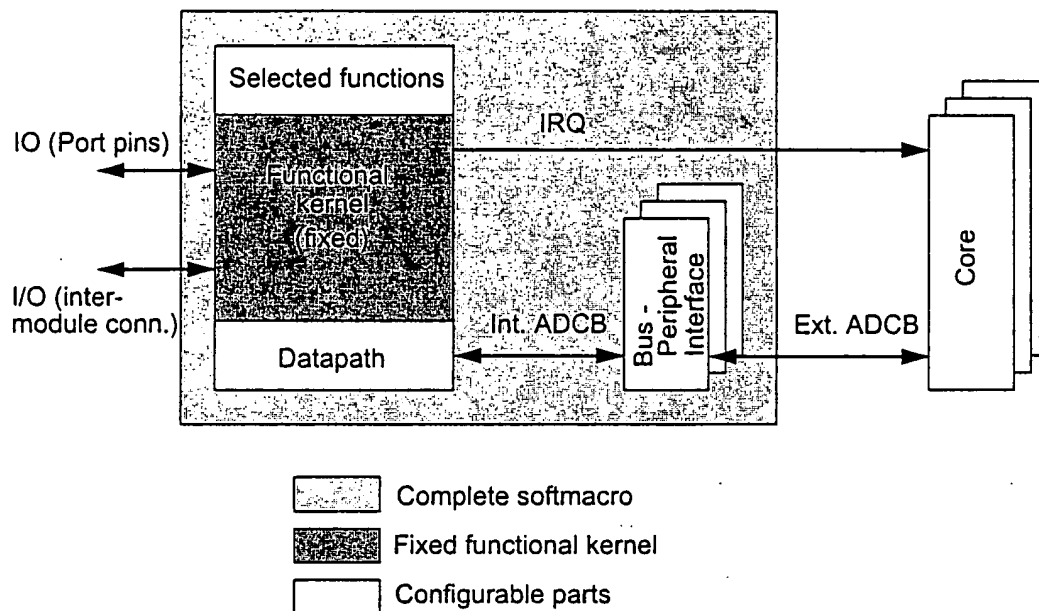 Selected functions
IO (Port pins)
IRQ
Functional
kernel
(fixed)
I/O (inter-
module conn.)
Int. ADCB
Bus -
Peripheral
Interface
Ext. ADCB
Core
Datapath
Complete softmacro
Fixed functional kernel
Configurable parts